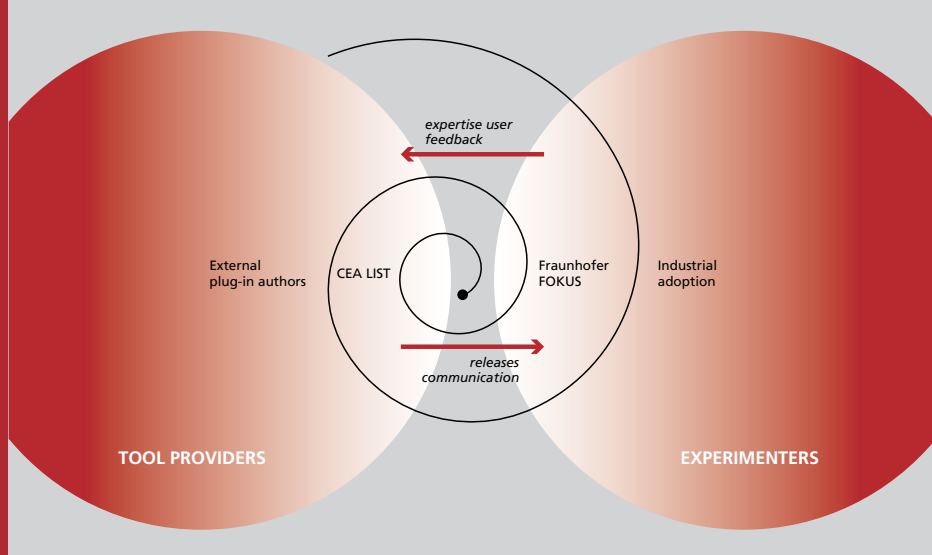 expertise user
feedback
External
plug-in authors
CEA LIST
Fraunhofer
FOKUS
Industrial
adoption
releases
communication
TOOL PROVIDERS
EXPERIMENTERS